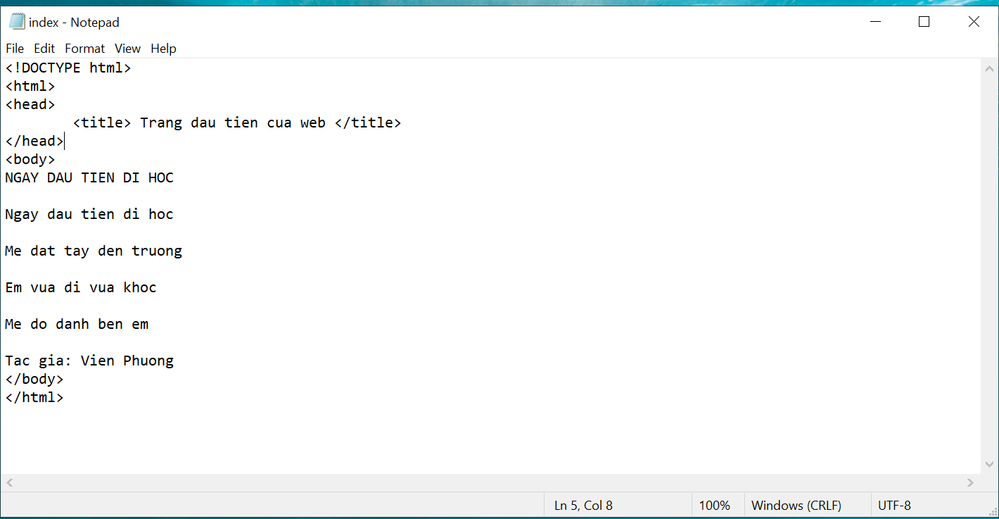 index - Notepad
File Edit Format View Help
<!DOCTYPE html>
<html>
<head>
<title> Trang dau tien cua web </title>
</head>
<body>
NGAY DAU TIEN DI HOC
Ngay dau tien di hoc
Me dat tay den truong
Em vua di vua khoc
Me do danh ben em
Tac gia: Vien Phuong
</body>
</html>
Ln 5, Col 8 100% Windows (CRLF) UTF-8